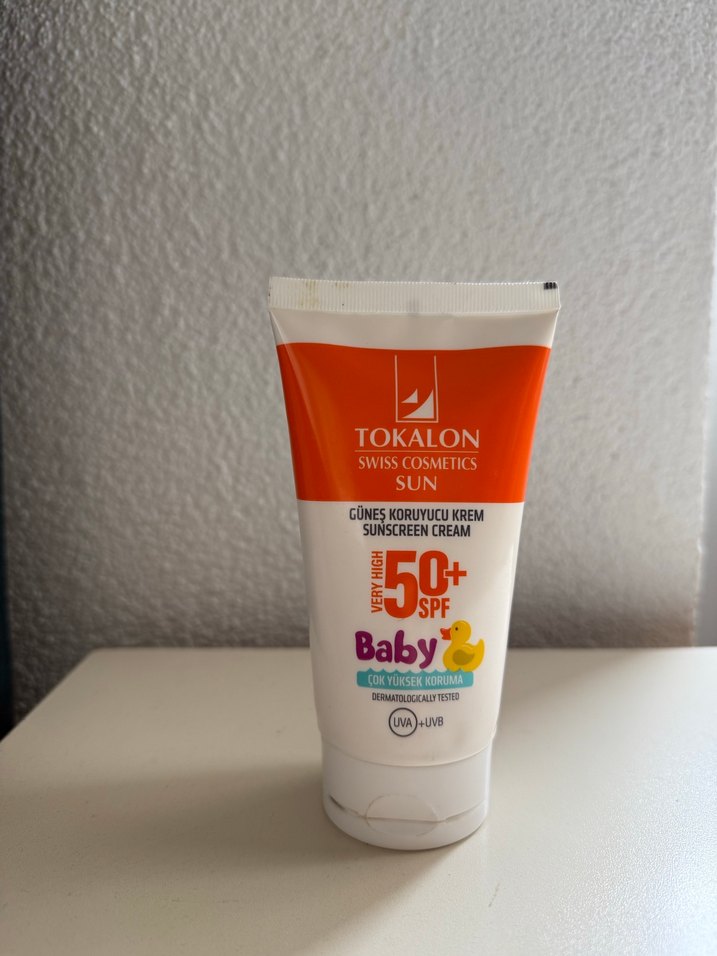 TOKALON
SWISS COSMETICS
SUN
GÜNEŞ KORUYUCU KREM
SUNSCREEN CREAM
VERY HIGH
50+
SPF
Baby
ÇOK YÜKSEK KORUMA
DERMATOLOGICALLY TESTED
UVA +UVB